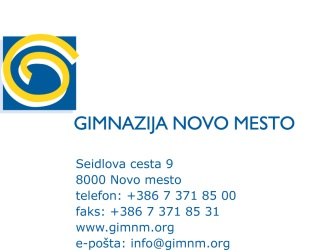 GIMNAZIJA NOVO MESTO
Seidlova cesta 9
8000 Novo mesto
telefon: +386 7 371 85 00
faks: +386 7 371 85 31
www.gimnm.org
e-pošta: info@gimnm.org